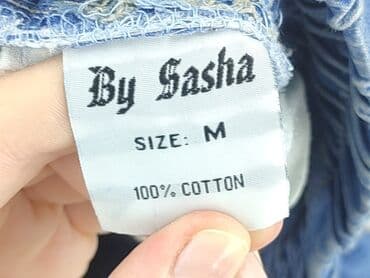 By Sasha
SIZE: M
100% COTTON